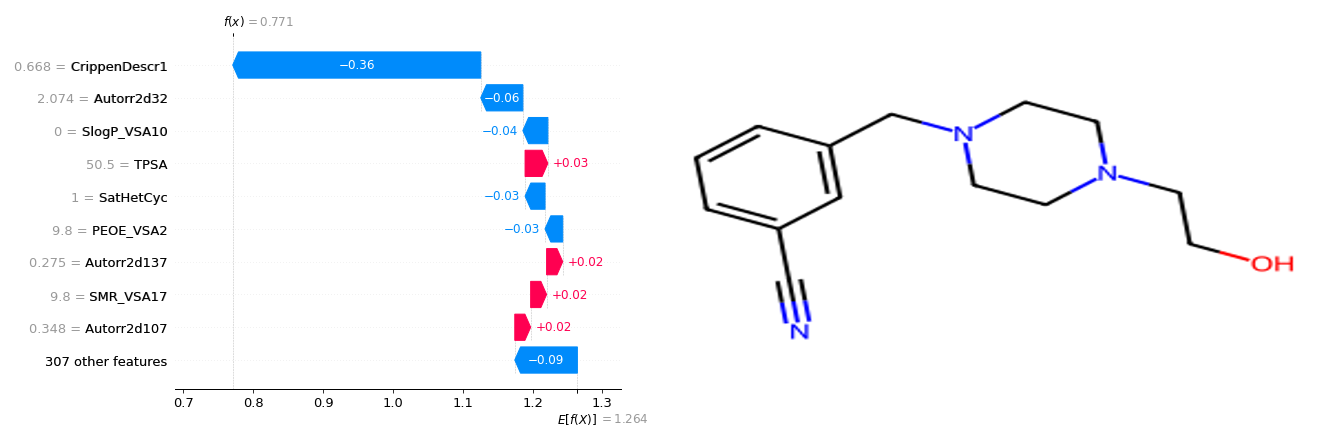 f(x) = 0.771
0.668 = CrippenDescr1
−0.36
2.074 = Autorr2d32
−0.06
0 = SlogP_VSA10
−0.04
50.5 = TPSA
+0.03
1 = SatHetCyc
−0.03
9.8 = PEOE_VSA2
−0.03
0.275 = Autorr2d137
+0.02
9.8 = SMR_VSA17
+0.02
0.348 = Autorr2d107
+0.02
307 other features
−0.09
0.7 0.8 0.9 1.0 1.1 1.2 1.3
E[f(X)] = 1.264
N
N
OH
N